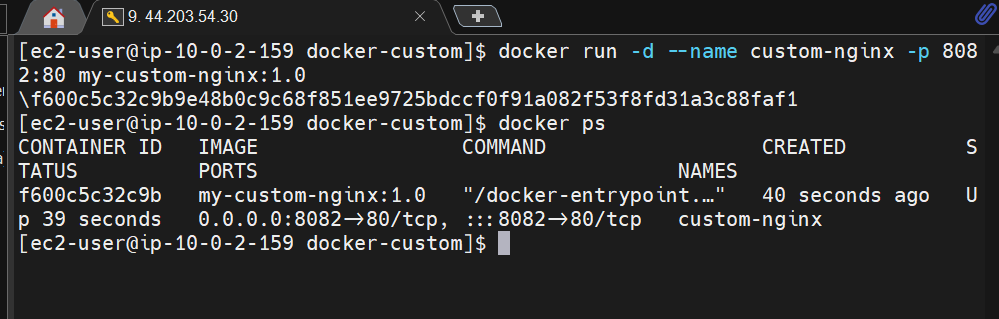 9. 44.203.54.30
[ec2-user@ip-10-0-2-159 docker-custom]$ docker run -d --name custom-nginx -p 808
2:80 my-custom-nginx:1.0
\f600c5c32c9b9e48b0c9c68f851ee9725bdccf0f91a082f53f8fd31a3c88faf1
[ec2-user@ip-10-0-2-159 docker-custom]$ docker ps
CONTAINER ID   IMAGE                 COMMAND                  CREATED          S
TATUS          PORTS                                   NAMES
f600c5c32c9b   my-custom-nginx:1.0   "/docker-entrypoint.…"   40 seconds ago   U
p 39 seconds   0.0.0.0:8082->80/tcp, :::8082->80/tcp   custom-nginx
[ec2-user@ip-10-0-2-159 docker-custom]$